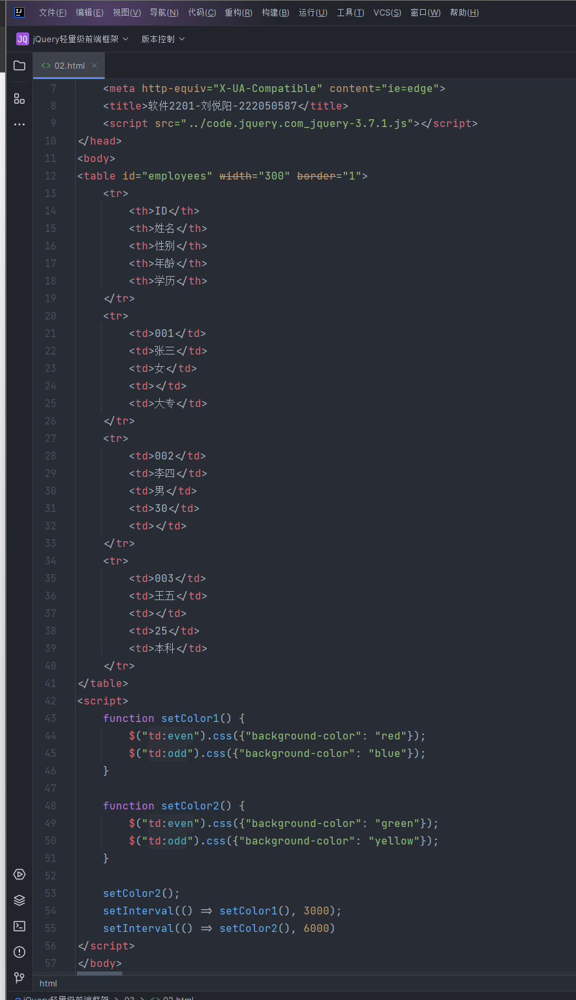 文件(F) 编辑(E) 视图(V) 导航(N) 代码(C) 重构(R) 构建(B) 运行(U) 工具(T) VCS(S) 窗口(W) 帮助(H)
JQ jQuery轻量级前端框架 版本控制
<> 02.html ×
7 <meta http-equiv="X-UA-Compatible" content="ie=edge">
8 <title>软件2201-刘悦阳-222050587</title>
9 <script src="../code.jquery.com_jquery-3.7.1.js"></script>
10 </head>
11 <body>
12 <table id="employees" width="300" border="1">
13 <tr>
14 <th>ID</th>
15 <th>姓名</th>
16 <th>性别</th>
17 <th>年龄</th>
18 <th>学历</th>
19 </tr>
20 <tr>
21 <td>001</td>
22 <td>张三</td>
23 <td>女</td>
24 <td></td>
25 <td>大专</td>
26 </tr>
27 <tr>
28 <td>002</td>
29 <td>李四</td>
30 <td>男</td>
31 <td>30</td>
32 <td></td>
33 </tr>
34 <tr>
35 <td>003</td>
36 <td>王五</td>
37 <td></td>
38 <td>25</td>
39 <td>本科</td>
40 </tr>
41 </table>
42 <script>
43 function setColor1() {
44 $("td:even").css({"background-color": "red"});
45 $("td:odd").css({"background-color": "blue"});
46 }
47
48 function setColor2() {
49 $("td:even").css({"background-color": "green"});
50 $("td:odd").css({"background-color": "yellow"});
51 }
52
53 setColor2();
54 setInterval(() => setColor1(), 3000);
55 setInterval(() => setColor2(), 6000)
56 </script>
57 </body>
html
jQuery轻量级前端框架 > 03 > <> 02.html